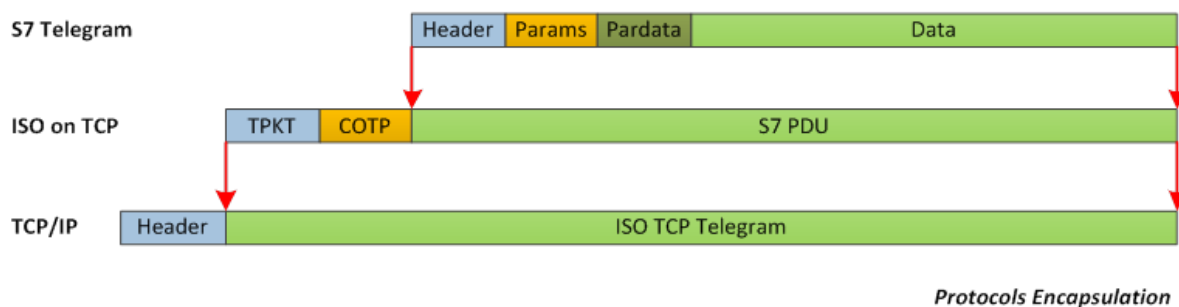 S7 Telegram Header Params Pardata Data
ISO on TCP TPKT COTP S7 PDU
TCP/IP Header ISO TCP Telegram
Protocols Encapsulation